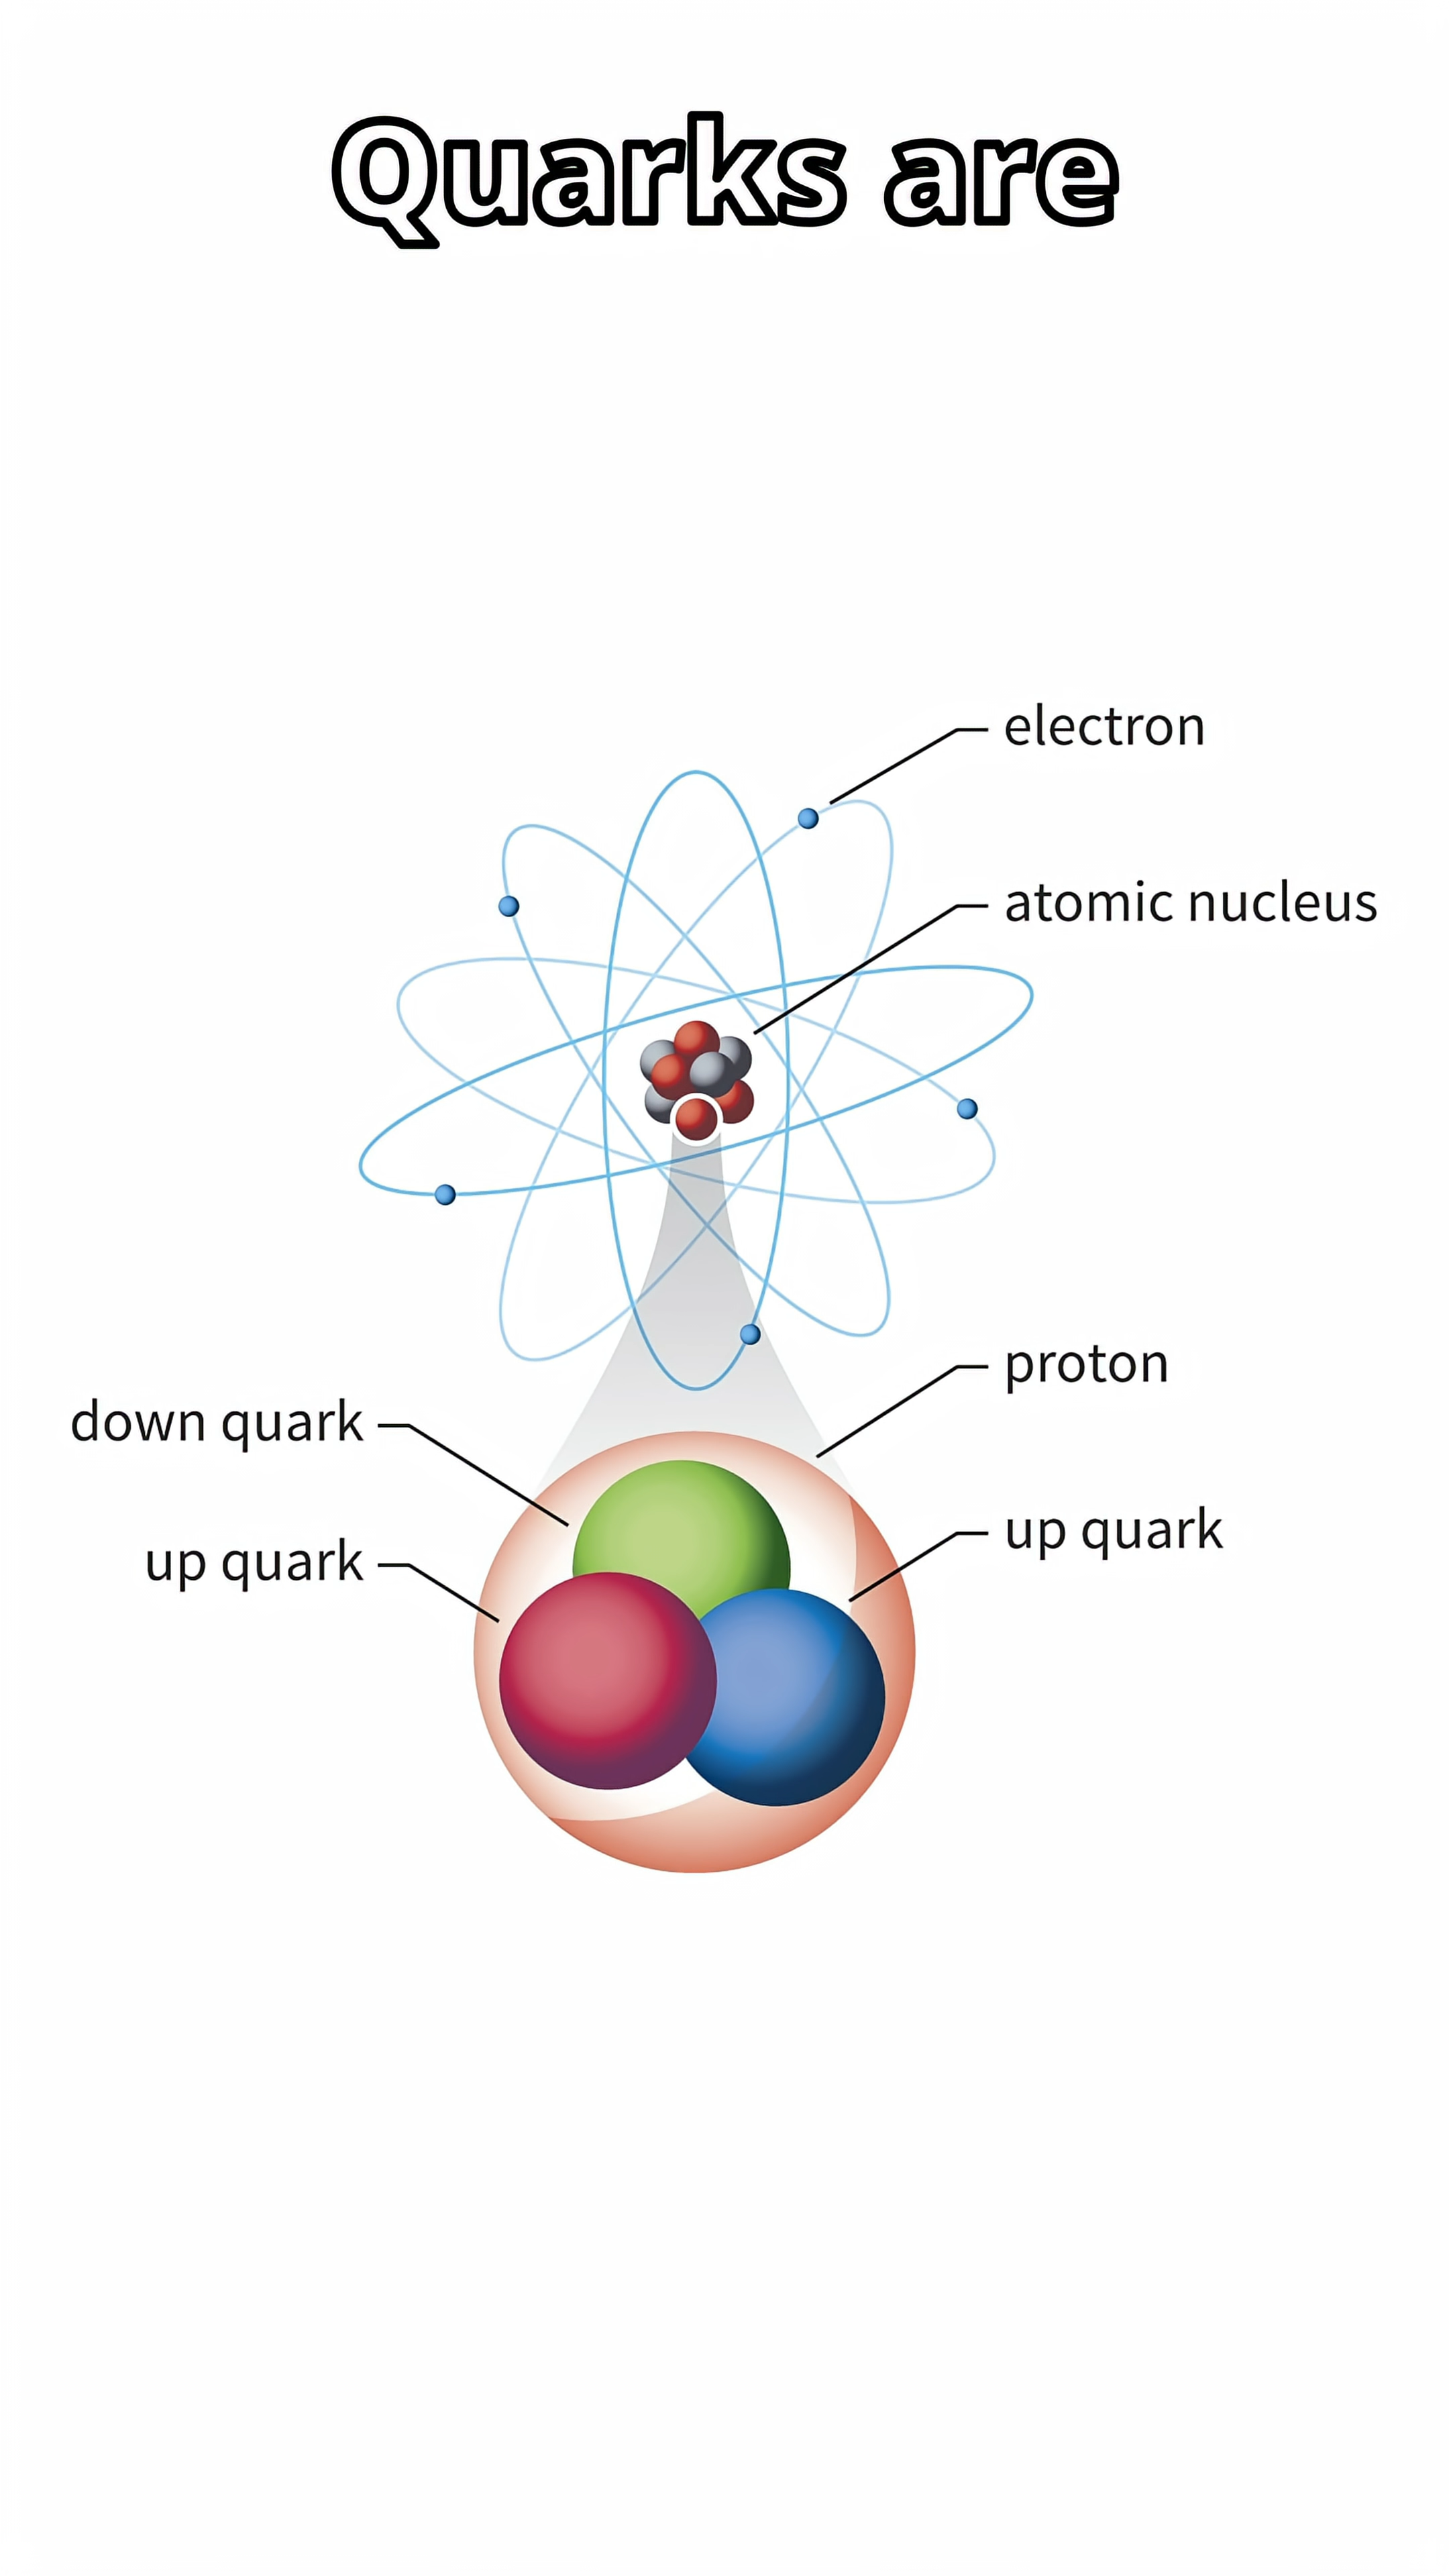 Quarks are
electron
atomic nucleus
proton
down quark
up quark
up quark